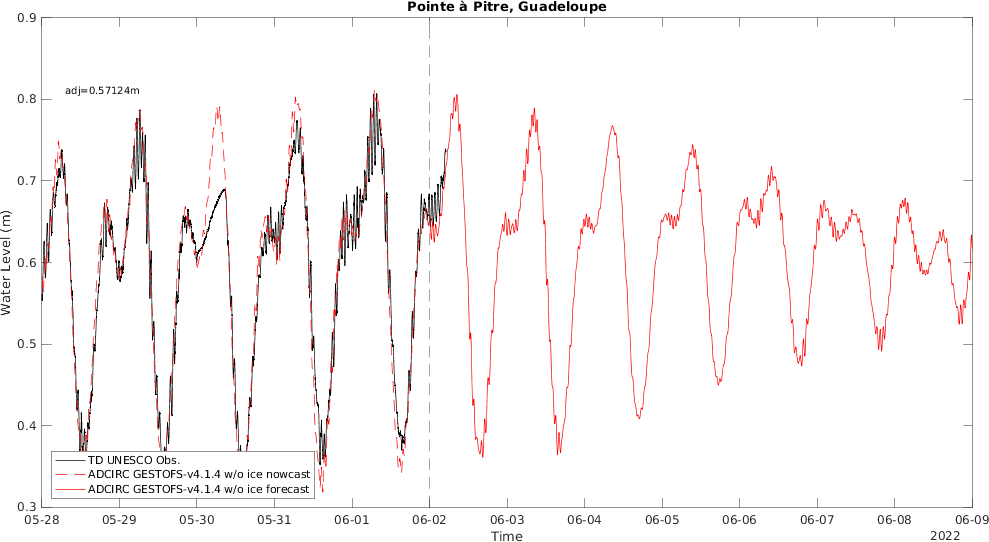 Pointe à Pitre, Guadeloupe
0.9
0.8
0.7
0.6
0.5
0.4
0.3
Water Level (m)
adj=0.57124m
TD UNESCO Obs.
ADCIRC GESTOFS-v4.1.4 w/o ice nowcast
ADCIRC GESTOFS-v4.1.4 w/o ice forecast
05-28 05-29 05-30 05-31 06-01 06-02 06-03 06-04 06-05 06-06 06-07 06-08 06-09
Time
2022